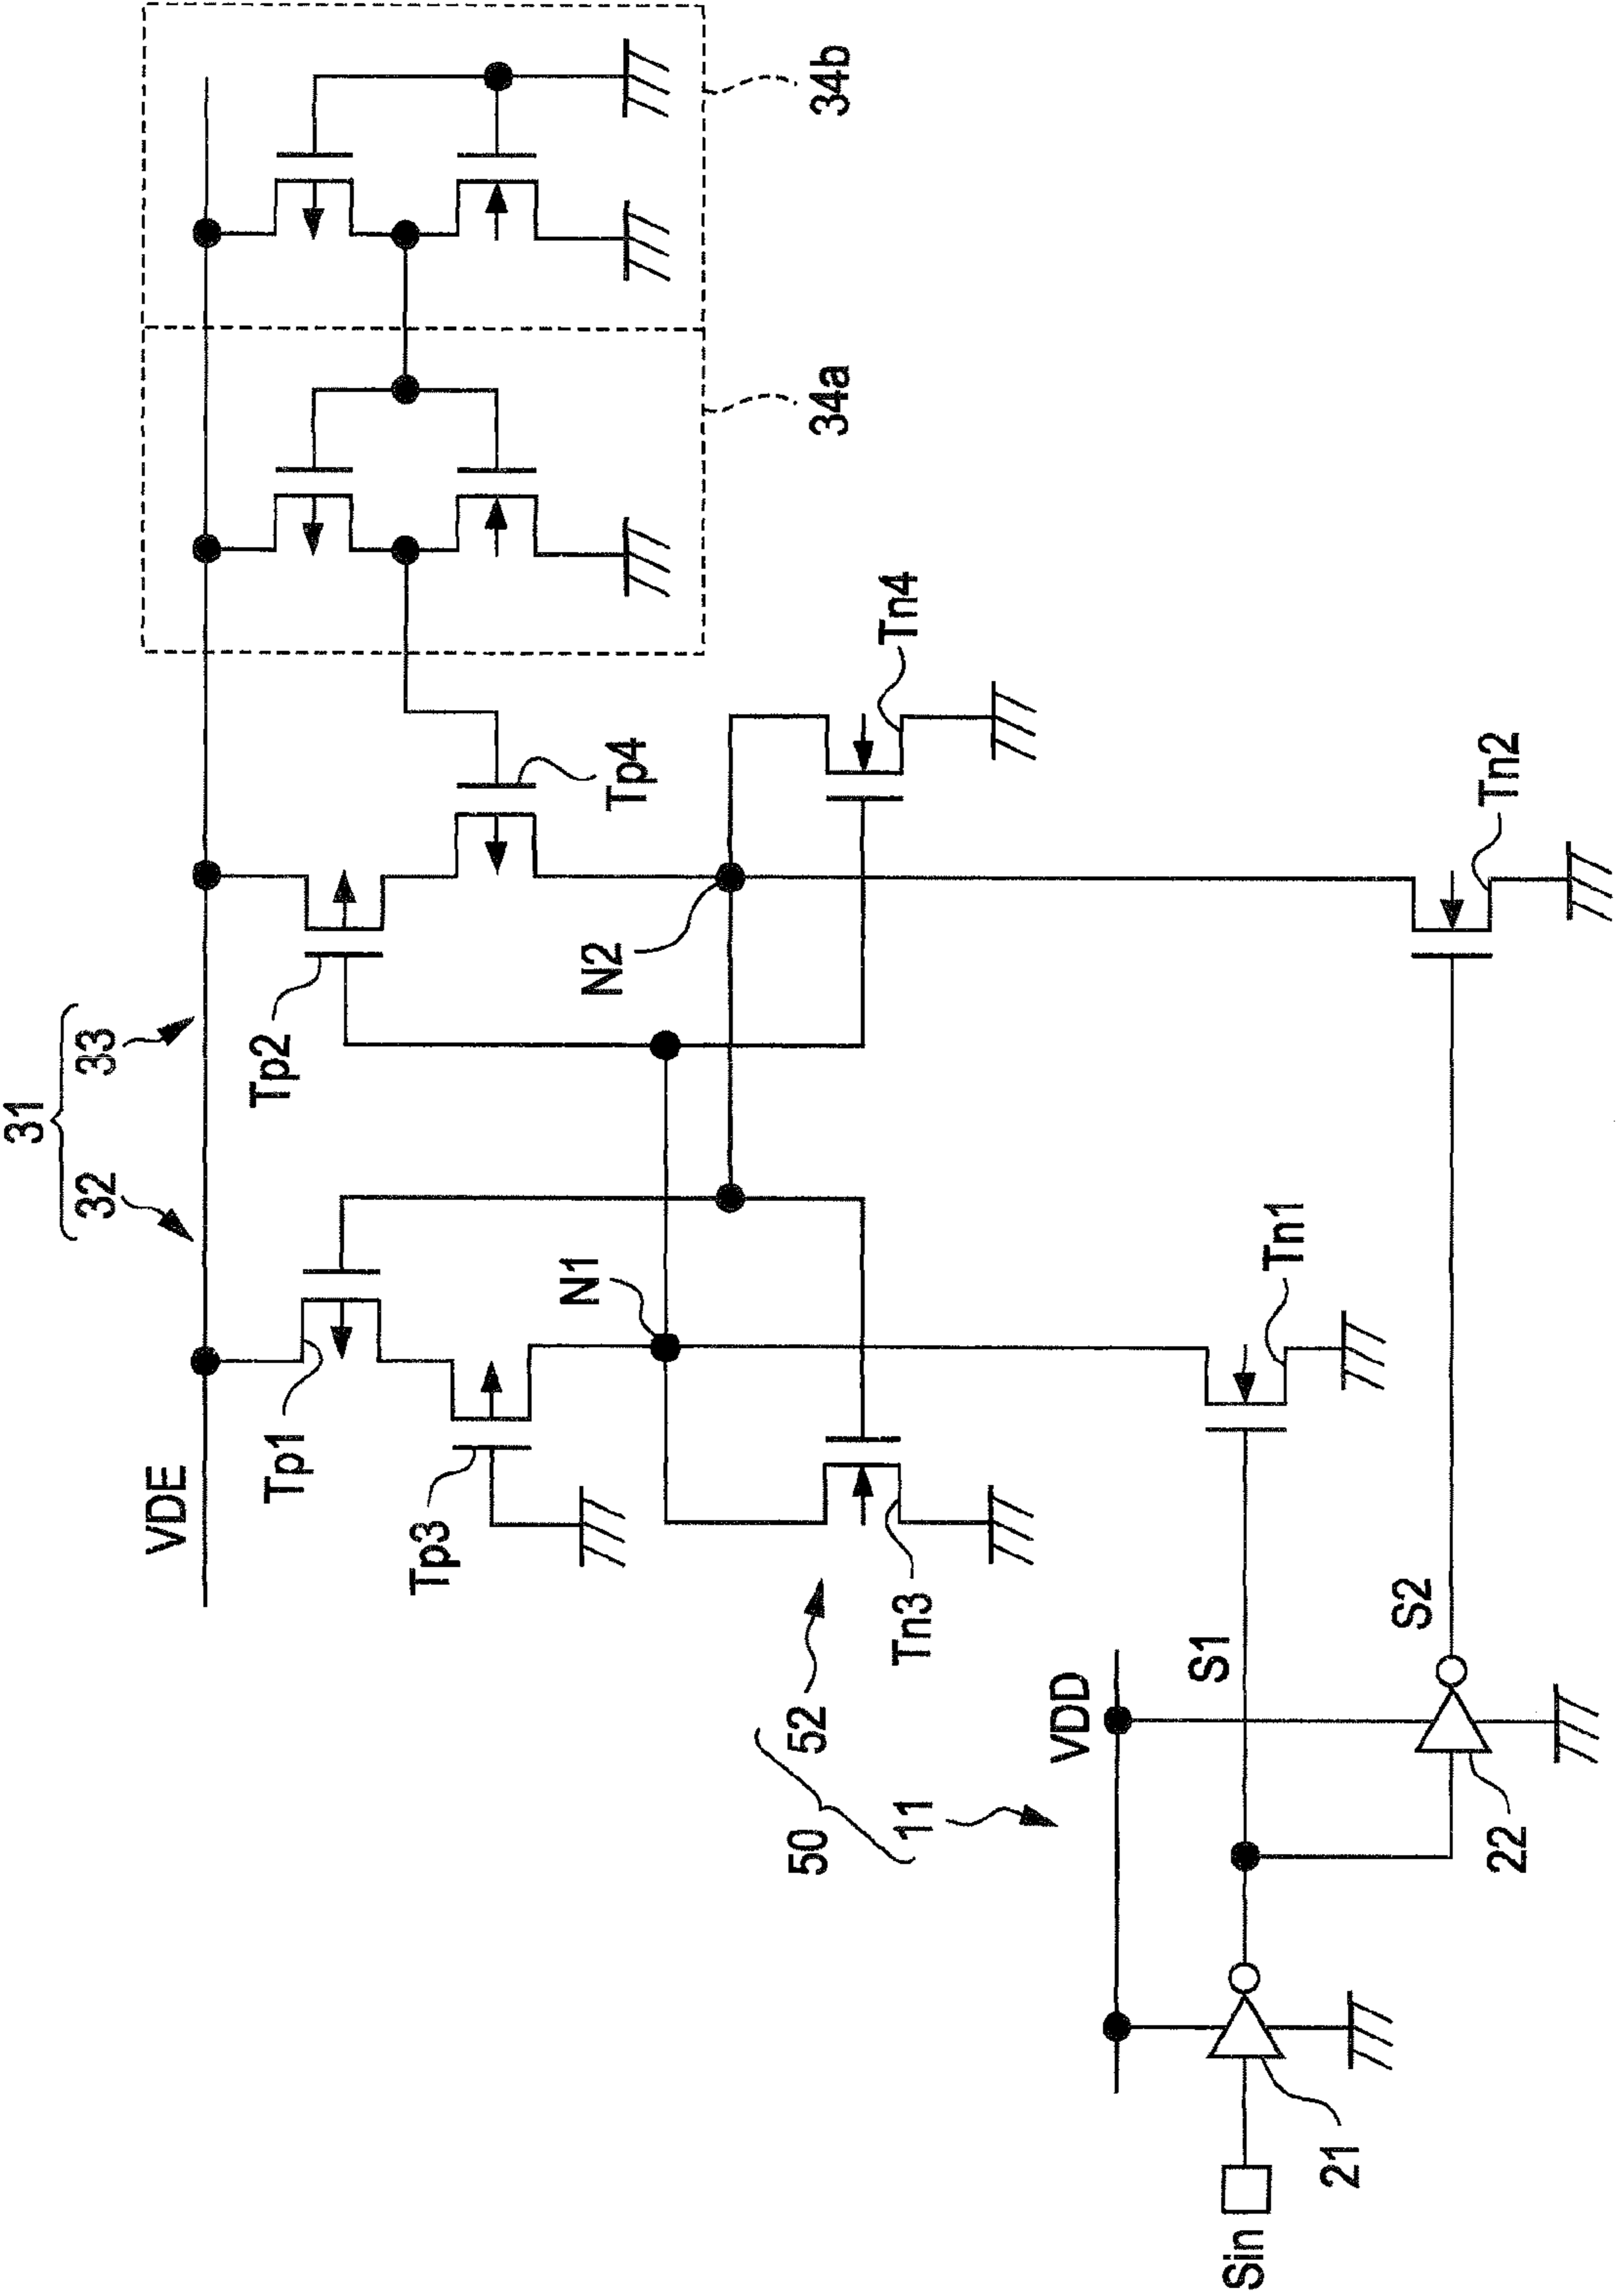 31
32
33
VDE
Tp1
Tp2
Tp3
Tp4
34a
34b
N1
N2
52
Tn3
Tn4
50
11
VDD
S1
Tn1
S2
Tn2
Sin
21
22